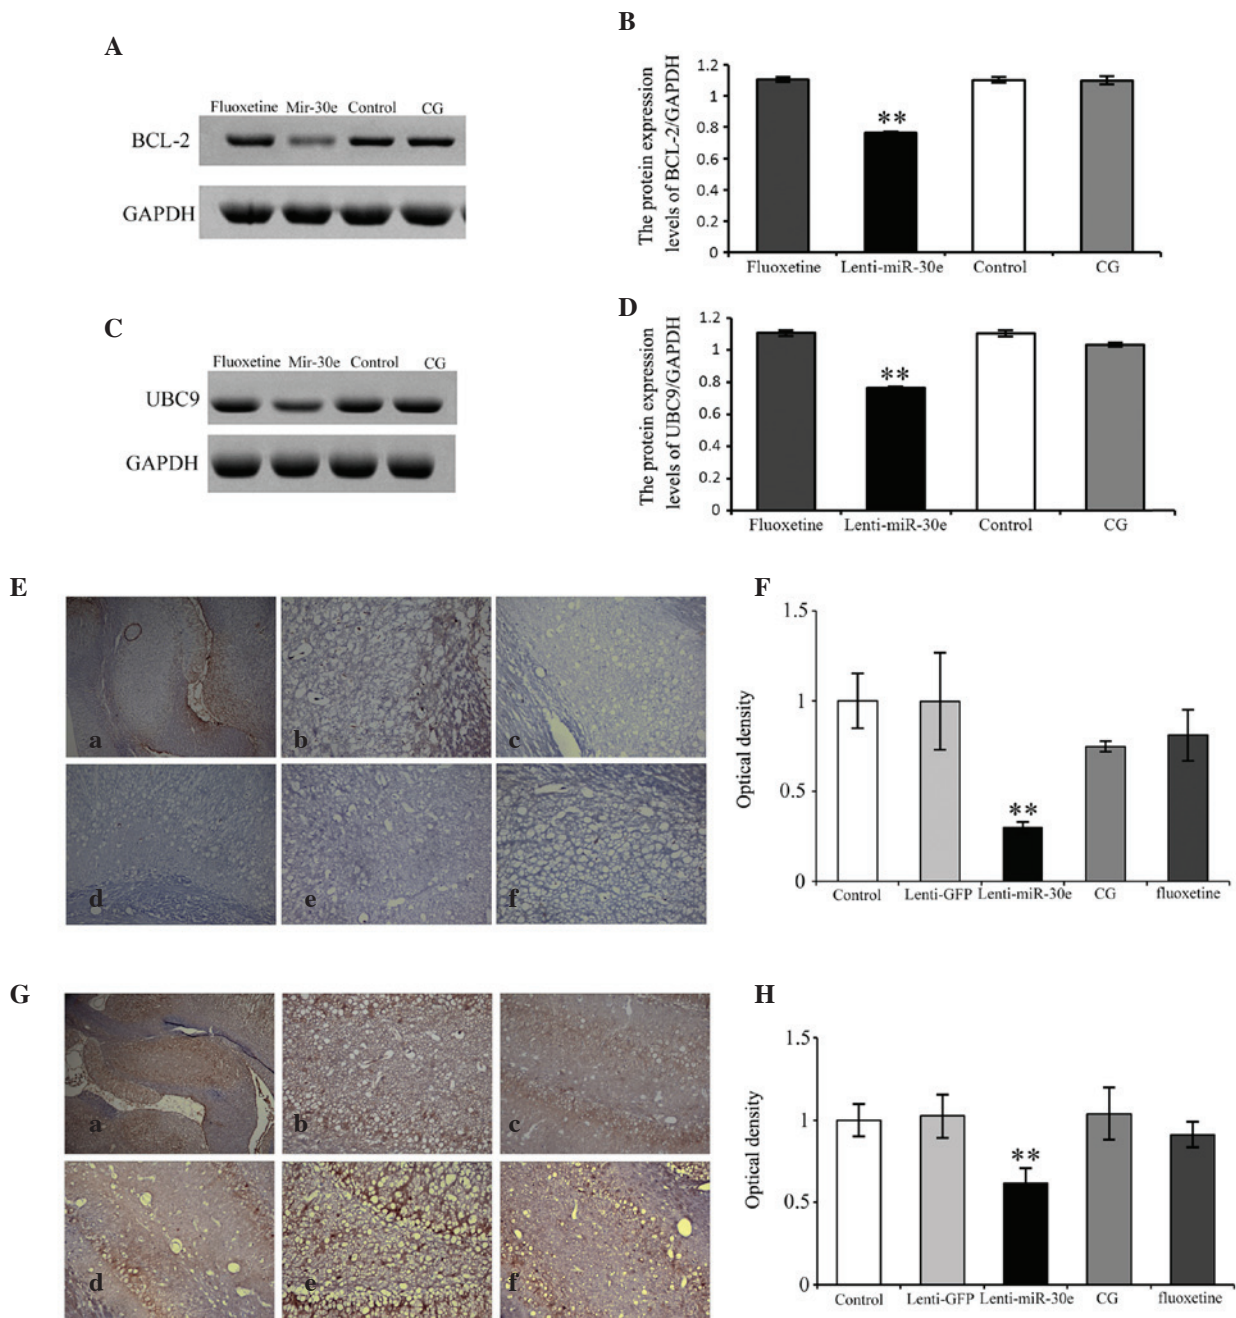 A
Fluoxetine Mir-30e Control CG
BCL-2
GAPDH
B
The protein expression
levels of BCL-2/GAPDH
1.2
1
0.8
0.6
0.4
0.2
0
**
Fluoxetine Lenti-miR-30e Control CG
C
Fluoxetine Mir-30e Control CG
UBC9
GAPDH
D
The protein expression
levels of UBC9/GAPDH
1.2
1
0.8
0.6
0.4
0.2
0
**
Fluoxetine Lenti-miR-30e Control CG
E
a b c
d e f
F
Optical density
1.5
1
0.5
0
**
Control Lenti-GFP Lenti-miR-30e CG fluoxetine
G
a b c
d e f
H
Optical density
1.5
1
0.5
0
**
Control Lenti-GFP Lenti-miR-30e CG fluoxetine